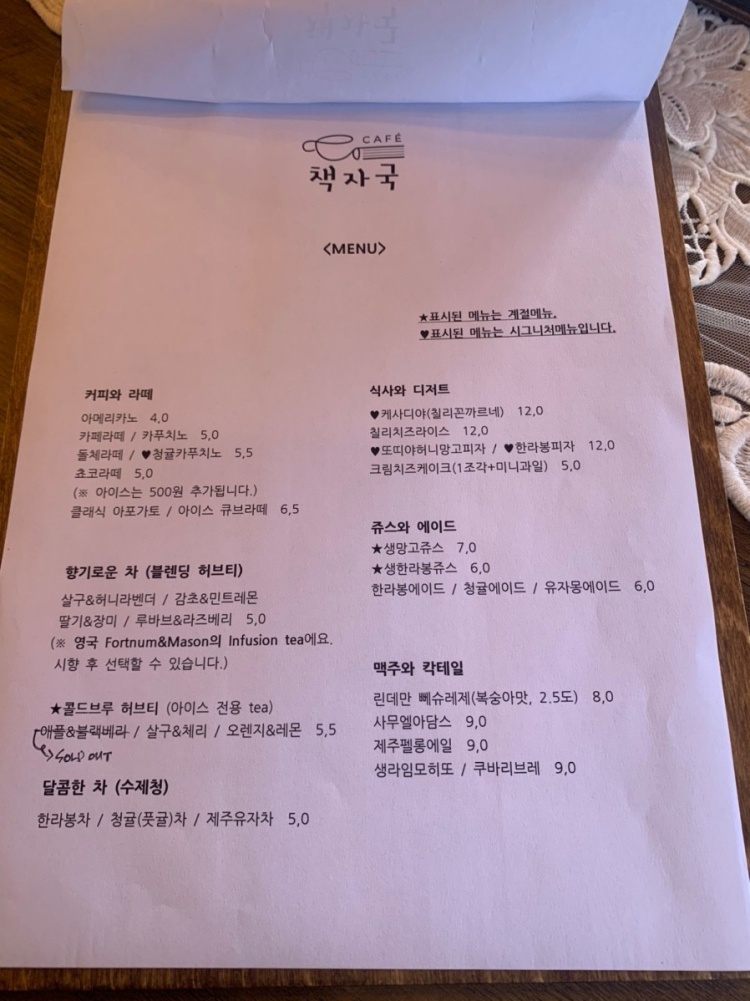 CAFÉ
책자국
<MENU>
★표시된 메뉴는 계절메뉴.
♥표시된 메뉴는 시그니처메뉴입니다.
커피와 라떼
아메리카노 4,0
카페라떼 / 카푸치노 5,0
돌체라떼 / ♥청귤카푸치노 5,5
쵸코라떼 5,0
(※ 아이스는 500원 추가됩니다.)
클래식 아포가토 / 아이스 큐브라떼 6,5
향기로운 차 (블렌딩 허브티)
살구&허니라벤더 / 감초&민트레몬
딸기&장미 / 루바브&라즈베리 5,0
(※ 영국 Fortnum&Mason의 Infusion tea에요.
시향 후 선택할 수 있습니다.)
★콜드브루 허브티 (아이스 전용 tea)
애플&블랙베라 / 살구&체리 / 오렌지&레몬 5,5
SOLD OUT
달콤한 차 (수제청)
한라봉차 / 청귤(풋귤)차 / 제주유자차 5,0
식사와 디저트
♥케사디야(칠리꼰까르네) 12,0
칠리치즈라이스 12,0
♥또띠야허니망고피자 / ♥한라봉피자 12,0
크림치즈케이크(1조각+미니과일) 5,0
쥬스와 에이드
★생망고쥬스 7,0
★생한라봉쥬스 6,0
한라봉에이드 / 청귤에이드 / 유자몽에이드 6,0
맥주와 칵테일
린데만 뻬슈레제(복숭아맛, 2.5도) 8,0
사무엘아담스 9,0
제주펠롱에일 9,0
생라임모히또 / 쿠바리브레 9,0